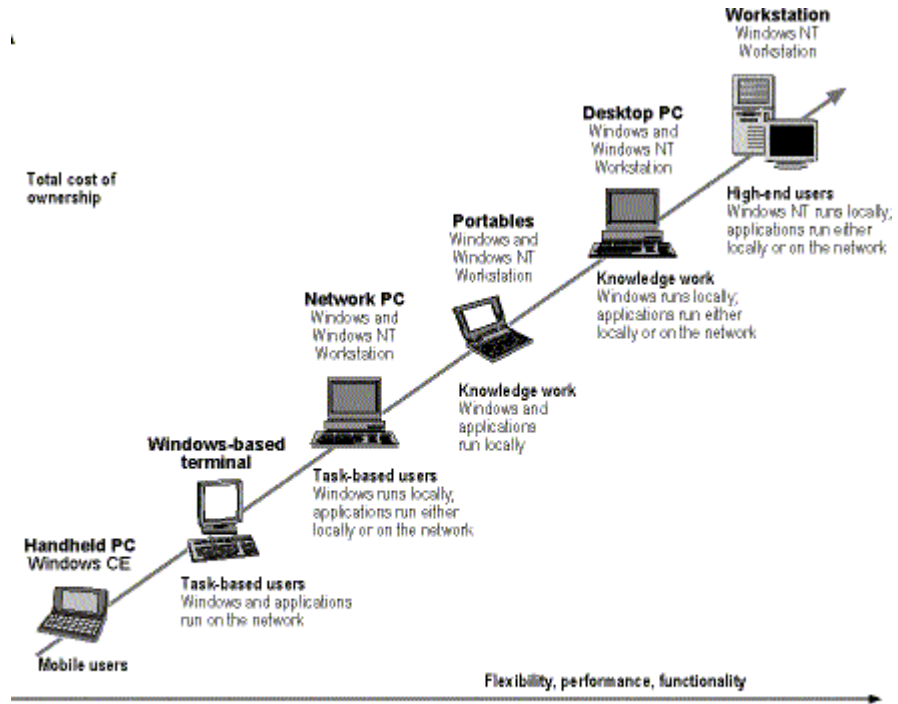 Workstation
Windows NT
Workstation
Desktop PC
Windows and
Windows NT
Workstation
Total cost of
ownership
High-end users
Windows NT runs locally;
applications run either
locally or on the network
Portables
Windows and
Windows NT
Workstation
Knowledge work
Windows runs locally;
applications run either
locally or on the network
Network PC
Windows and
Windows NT
Workstation
Knowledge work
Windows and
applications
run locally
Windows-based
terminal
Task-based users
Windows runs locally,
applications run either
locally or on the network
Handheld PC
Windows CE
Task-based users
Windows and applications
run on the network
Mobile users
Flexibility, performance, functionality